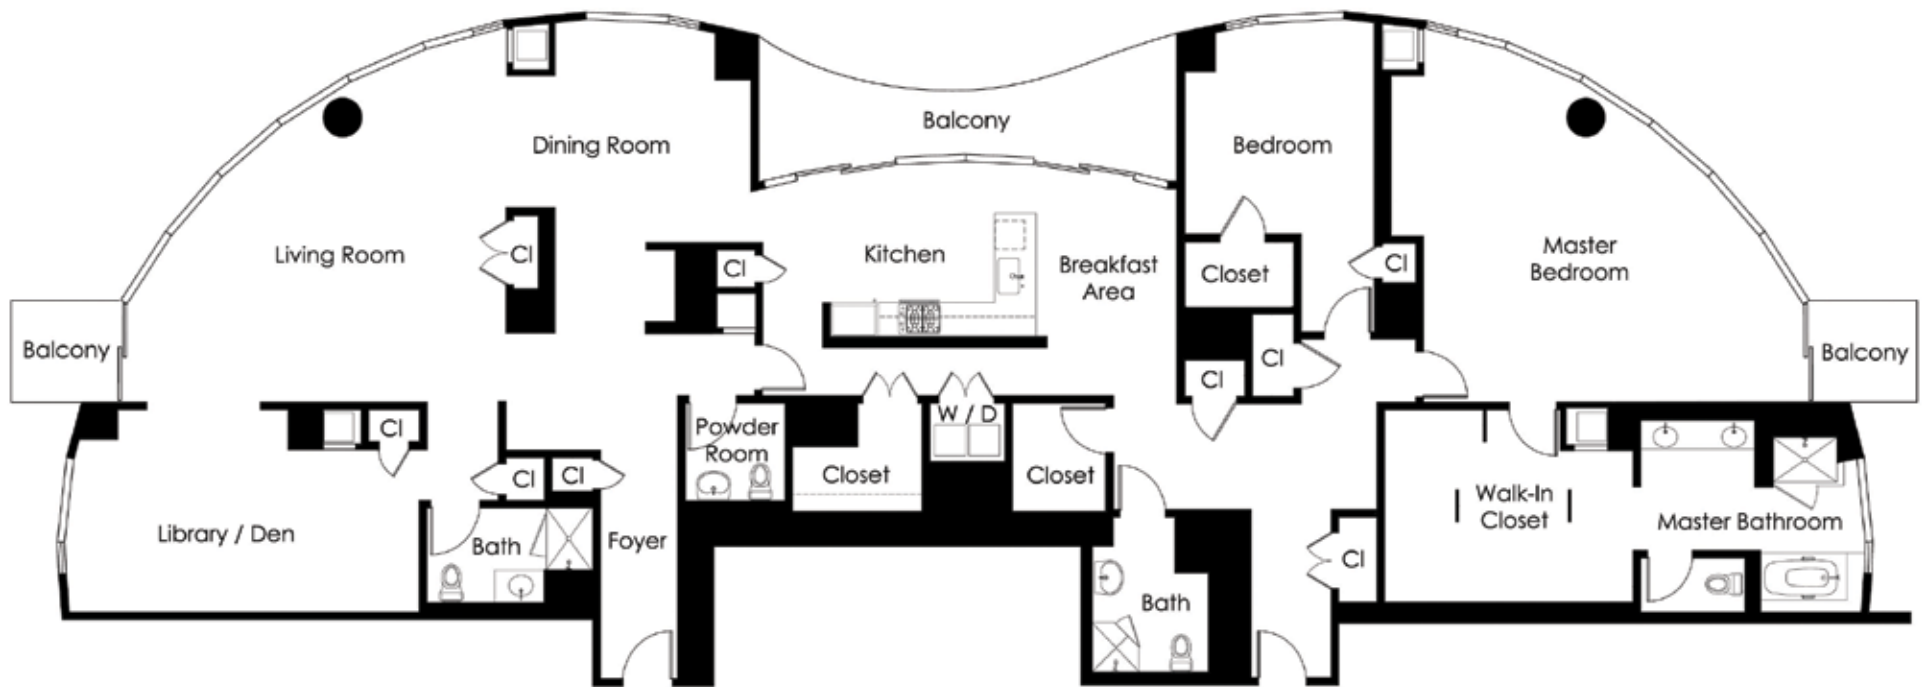 Balcony
Dining Room
Bedroom
Living Room
Cl
Cl
Kitchen
Breakfast
Area
Closet
Cl
Master
Bedroom
Balcony
Cl
Cl
Balcony
Cl
Powder
Room
W / D
Closet
Closet
Cl
Cl
Walk-In
Closet
Master Bathroom
Library / Den
Bath
Foyer
Cl
Bath